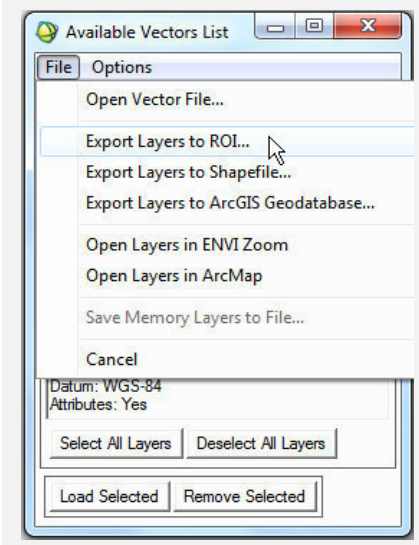 Available Vectors List
File Options
Open Vector File...
Export Layers to ROI...
Export Layers to Shapefile...
Export Layers to ArcGIS Geodatabase...
Open Layers in ENVI Zoom
Open Layers in ArcMap
Save Memory Layers to File...
Cancel
Datum: WGS-84
Attributes: Yes
Select All Layers Deselect All Layers
Load Selected Remove Selected